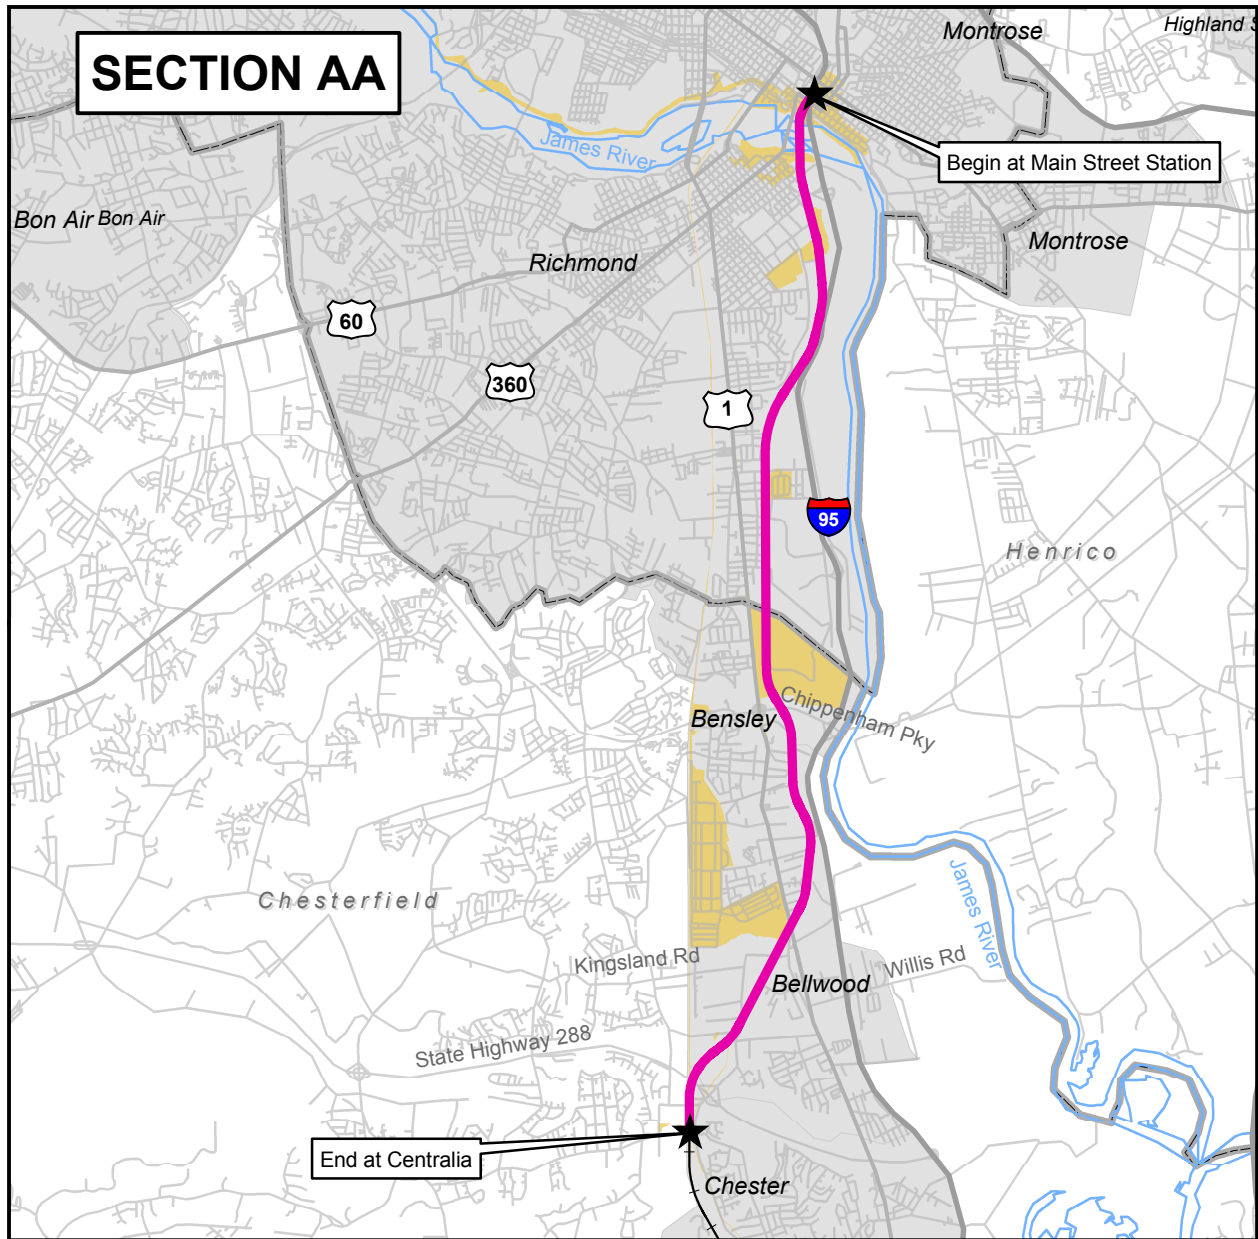 Montrose
Highland S
SECTION AA
James River
Begin at Main Street Station
Bon Air
Bon Air
Montrose
Richmond
60
360
1
95
Henrico
Chippenham Pky
Bensley
James River
Chesterfield
Kingsland Rd
Willis Rd
Bellwood
State Highway 288
End at Centralia
Chester